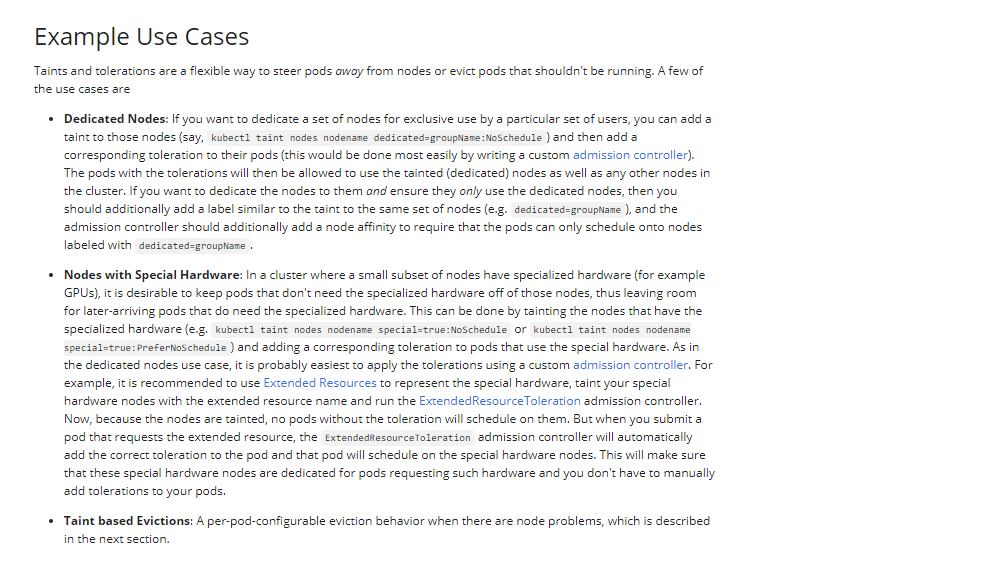 Example Use Cases
Taints and tolerations are a flexible way to steer pods away from nodes or evict pods that shouldn't be running. A few of
the use cases are
• Dedicated Nodes: If you want to dedicate a set of nodes for exclusive use by a particular set of users, you can add a
taint to those nodes (say, kubectl taint nodes nodename dedicated=groupName:NoSchedule ) and then add a
corresponding toleration to their pods (this would be done most easily by writing a custom admission controller).
The pods with the tolerations will then be allowed to use the tainted (dedicated) nodes as well as any other nodes in
the cluster. If you want to dedicate the nodes to them and ensure they only use the dedicated nodes, then you
should additionally add a label similar to the taint to the same set of nodes (e.g. dedicated=groupName ), and the
admission controller should additionally add a node affinity to require that the pods can only schedule onto nodes
labeled with dedicated=groupName .
• Nodes with Special Hardware: In a cluster where a small subset of nodes have specialized hardware (for example
GPUs), it is desirable to keep pods that don't need the specialized hardware off of those nodes, thus leaving room
for later-arriving pods that do need the specialized hardware. This can be done by tainting the nodes that have the
specialized hardware (e.g. kubectl taint nodes nodename special=true:NoSchedule or kubectl taint nodes nodename
special=true:PreferNoSchedule ) and adding a corresponding toleration to pods that use the special hardware. As in
the dedicated nodes use case, it is probably easiest to apply the tolerations using a custom admission controller. For
example, it is recommended to use Extended Resources to represent the special hardware, taint your special
hardware nodes with the extended resource name and run the ExtendedResourceToleration admission controller.
Now, because the nodes are tainted, no pods without the toleration will schedule on them. But when you submit a
pod that requests the extended resource, the ExtendedResourceToleration admission controller will automatically
add the correct toleration to the pod and that pod will schedule on the special hardware nodes. This will make sure
that these special hardware nodes are dedicated for pods requesting such hardware and you don't have to manually
add tolerations to your pods.
• Taint based Evictions: A per-pod-configurable eviction behavior when there are node problems, which is described
in the next section.